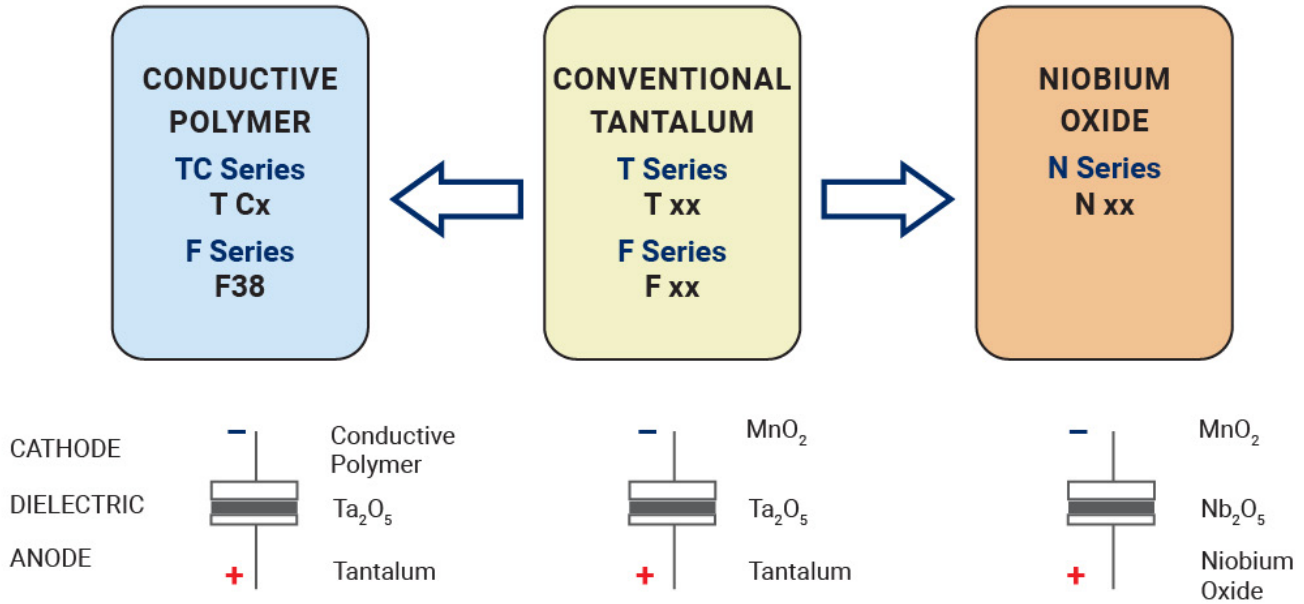 CONDUCTIVE
POLYMER
TC Series
T Cx
F Series
F38
CONVENTIONAL
TANTALUM
T Series
T xx
F Series
F xx
NIOBIUM
OXIDE
N Series
N xx
CATHODE
− Conductive
Polymer
− MnO₂
− MnO₂
DIELECTRIC
Ta₂O₅
Ta₂O₅
Nb₂O₅
ANODE
+ Tantalum
+ Tantalum
+ Niobium
Oxide